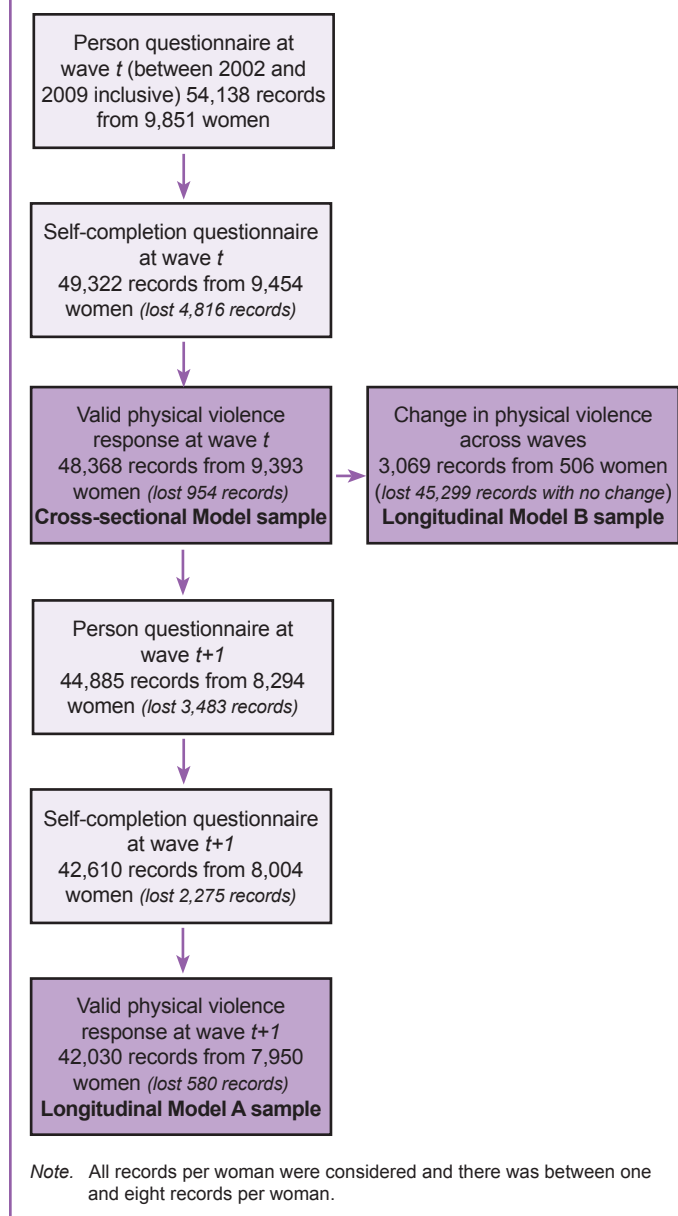 Person questionnaire at
wave t (between 2002 and
2009 inclusive) 54,138 records
from 9,851 women
Self-completion questionnaire
at wave t
49,322 records from 9,454
women (lost 4,816 records)
Valid physical violence
response at wave t
48,368 records from 9,393
women (lost 954 records)
Cross-sectional Model sample
Change in physical violence
across waves
3,069 records from 506 women
(lost 45,299 records with no change)
Longitudinal Model B sample
Person questionnaire at
wave t+1
44,885 records from 8,294
women (lost 3,483 records)
Self-completion questionnaire
at wave t+1
42,610 records from 8,004
women (lost 2,275 records)
Valid physical violence
response at wave t+1
42,030 records from 7,950
women (lost 580 records)
Longitudinal Model A sample
Note. All records per woman were considered and there was between one
and eight records per woman.